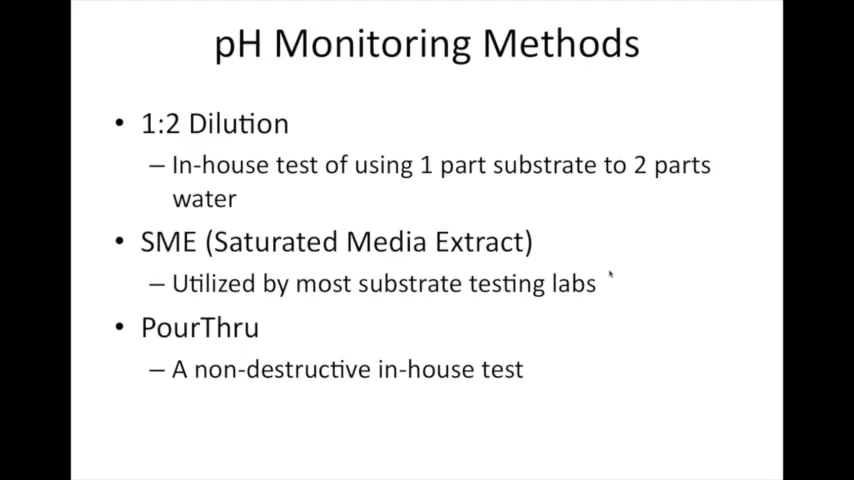 pH Monitoring Methods
• 1:2 Dilution
– In-house test of using 1 part substrate to 2 parts
water
• SME (Saturated Media Extract)
– Utilized by most substrate testing labs
• PourThru
– A non-destructive in-house test